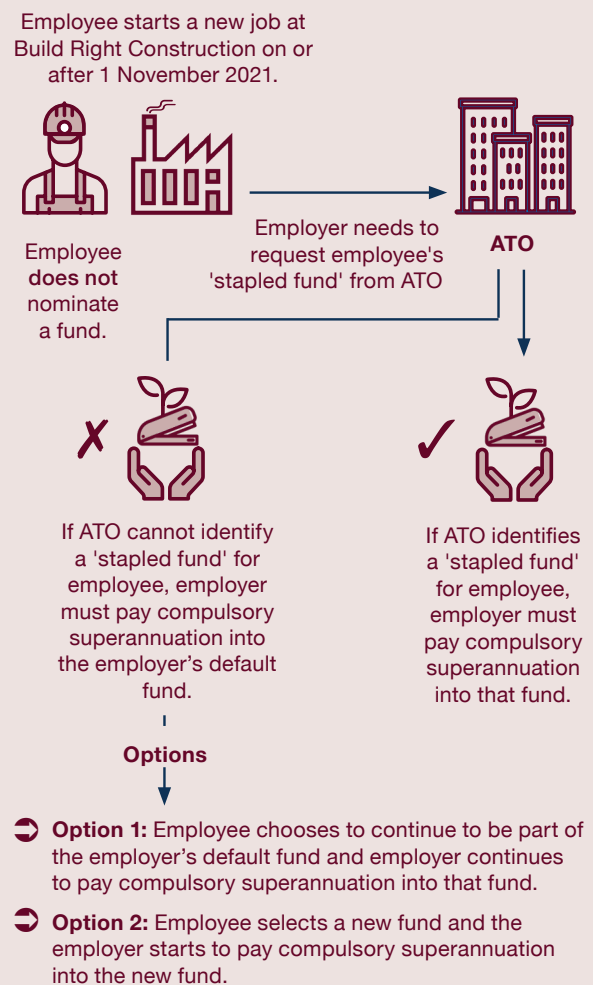 Employee starts a new job at
Build Right Construction on or
after 1 November 2021.
Employee
does not
nominate
a fund.
Employer needs to
request employee's
'stapled fund' from ATO
ATO
If ATO cannot identify
a 'stapled fund' for
employee, employer
must pay compulsory
superannuation into
the employer’s default
fund.
If ATO identifies
a 'stapled fund'
for employee,
employer must
pay compulsory
superannuation
into that fund.
Options
Option 1: Employee chooses to continue to be part of
the employer’s default fund and employer continues
to pay compulsory superannuation into that fund.
Option 2: Employee selects a new fund and the
employer starts to pay compulsory superannuation
into the new fund.